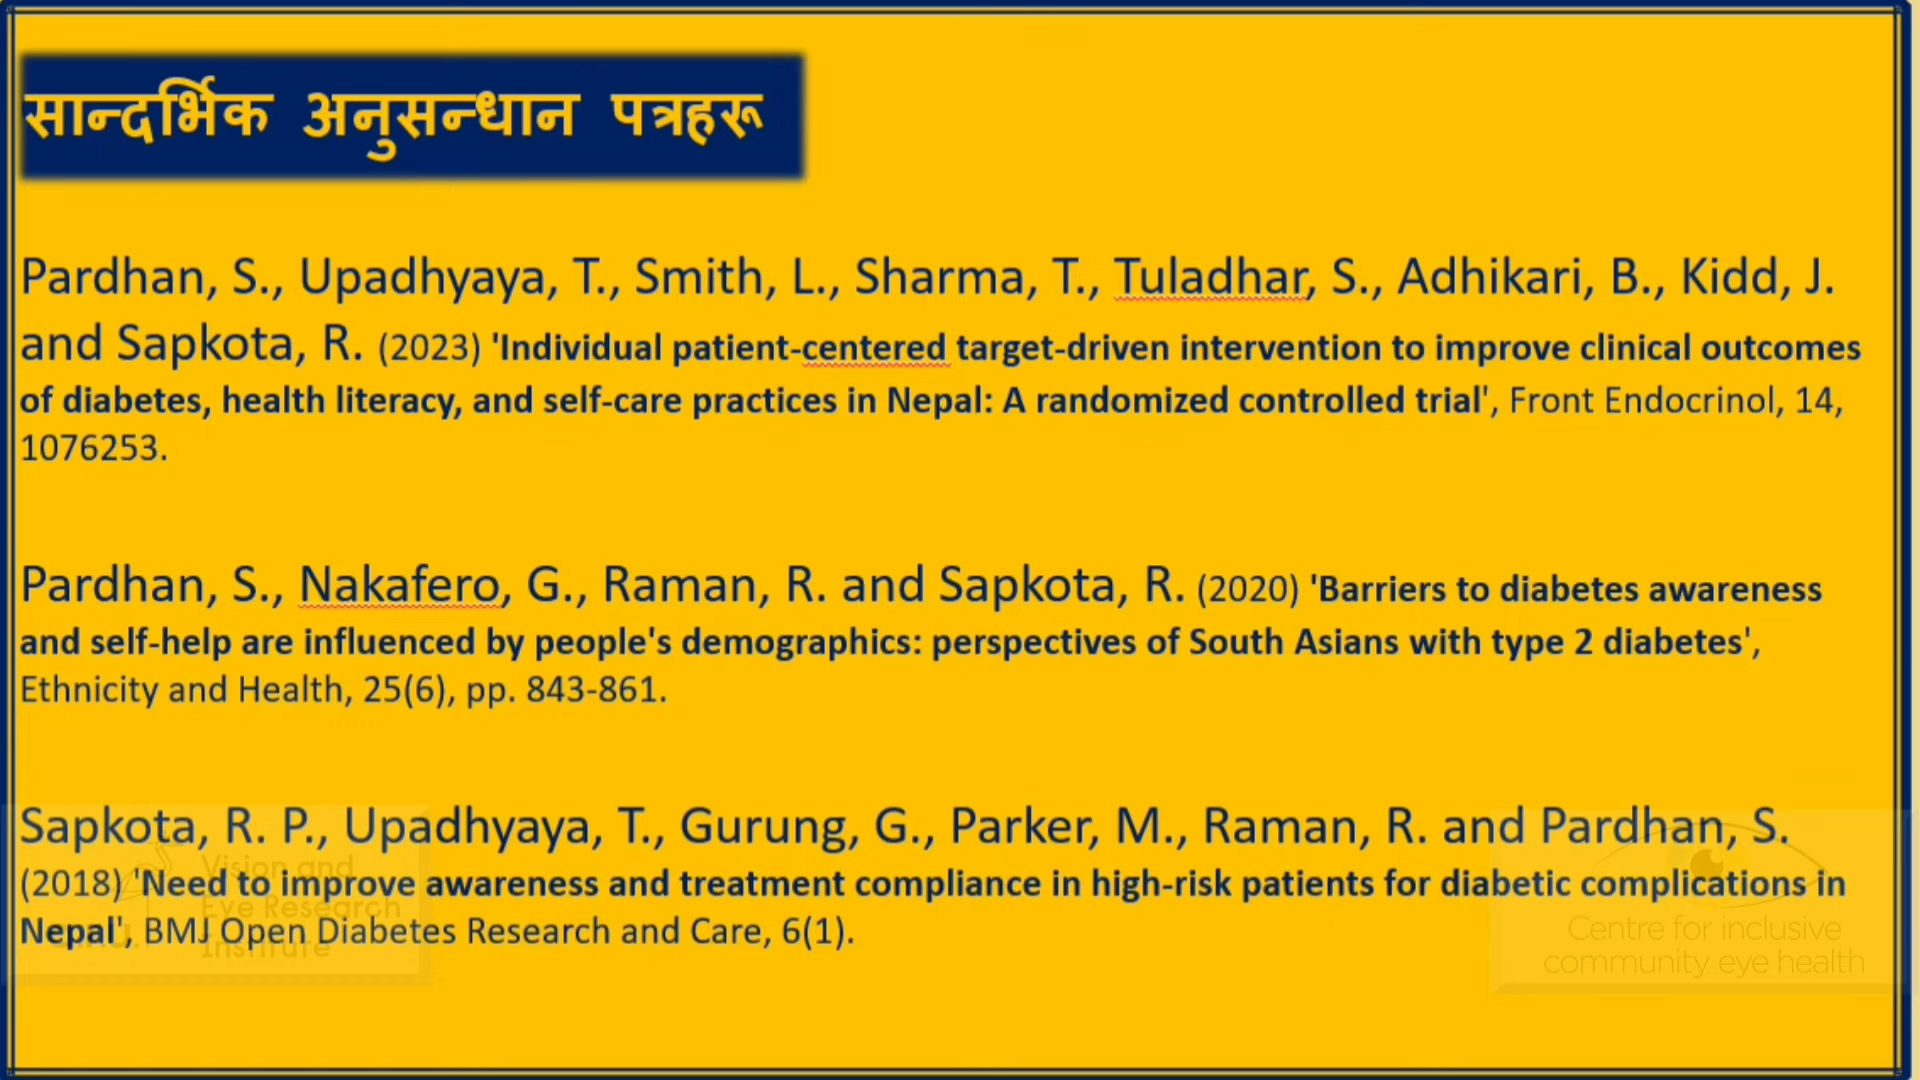 सान्दर्भिक अनुसन्धान पत्रहरू
Pardhan, S., Upadhyaya, T., Smith, L., Sharma, T., Tuladhar, S., Adhikari, B., Kidd, J.
and Sapkota, R. (2023) 'Individual patient-centered target-driven intervention to improve clinical outcomes
of diabetes, health literacy, and self-care practices in Nepal: A randomized controlled trial', Front Endocrinol, 14,
1076253.
Pardhan, S., Nakafero, G., Raman, R. and Sapkota, R. (2020) 'Barriers to diabetes awareness
and self-help are influenced by people's demographics: perspectives of South Asians with type 2 diabetes',
Ethnicity and Health, 25(6), pp. 843-861.
Sapkota, R. P., Upadhyaya, T., Gurung, G., Parker, M., Raman, R. and Pardhan, S.
(2018) 'Need to improve awareness and treatment compliance in high-risk patients for diabetic complications in
Nepal', BMJ Open Diabetes Research and Care, 6(1).
Vision and
Eye Research
Institute
Centre for inclusive
community eye health